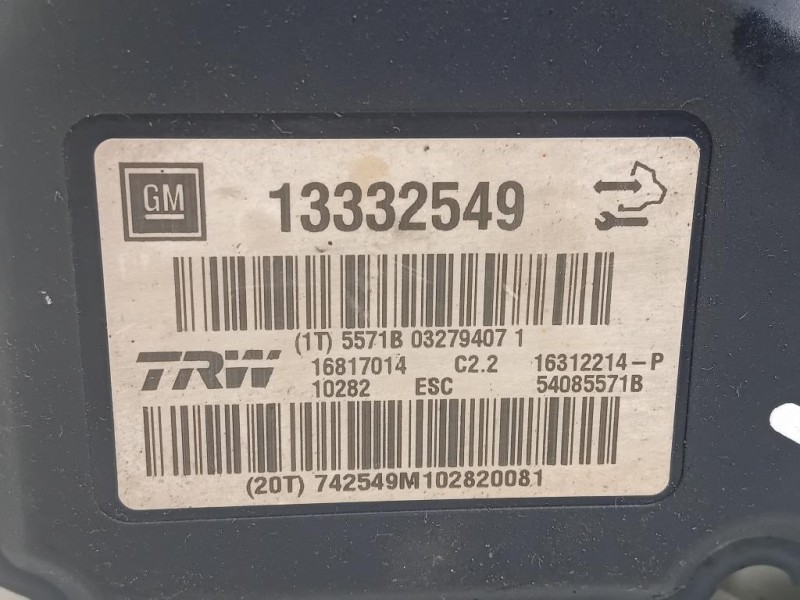 GM 13332549
(1T) 5571B 03279407 1
TRW 16817014 C2.2 16312214-P
10282 ESC 54085571B
(20T) 742549M102820081